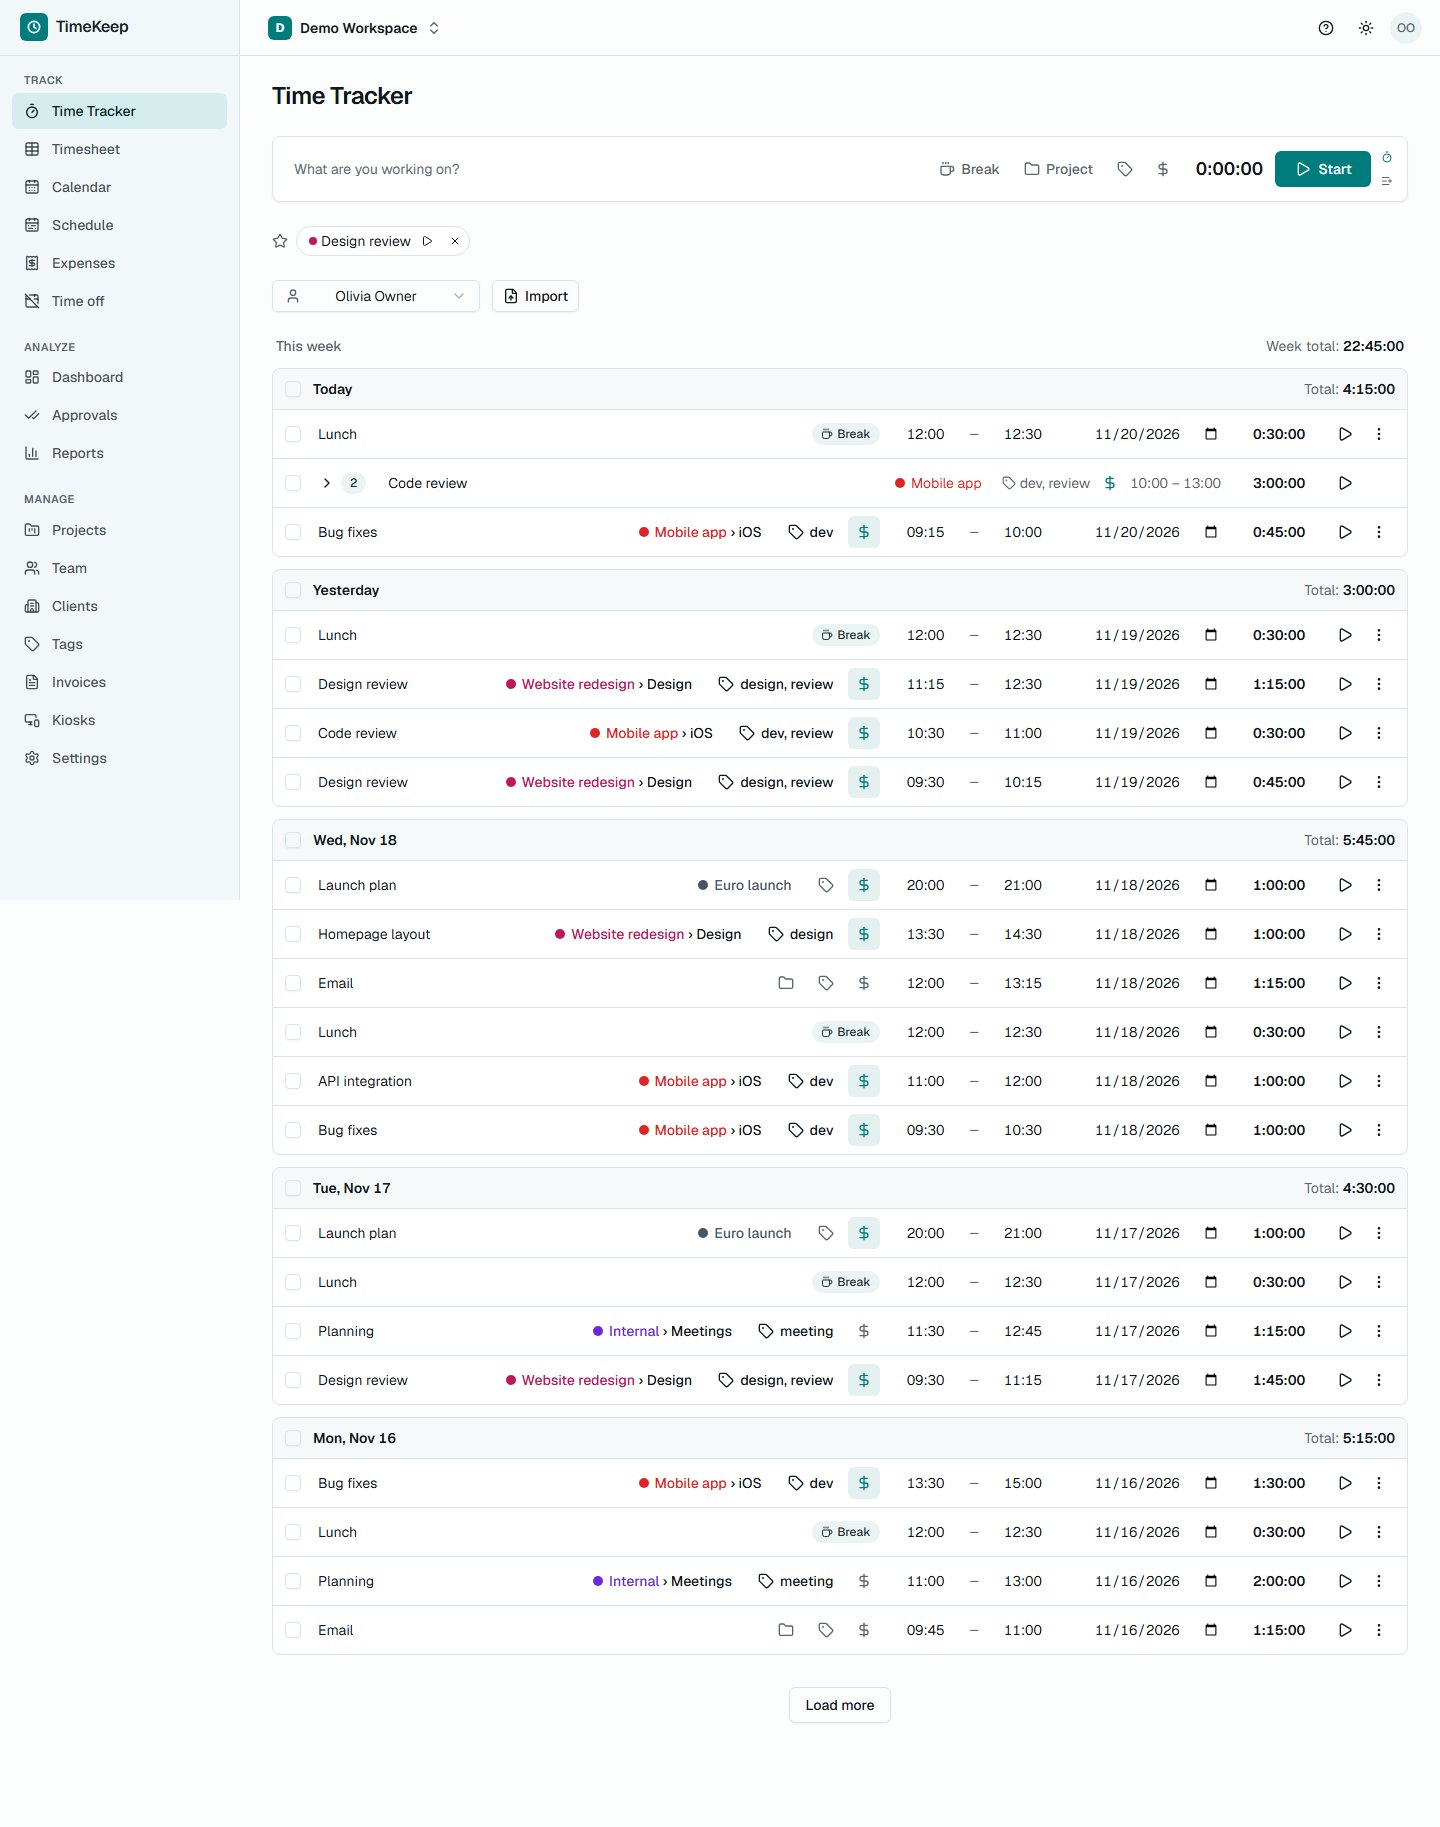 TimeKeep
D Demo Workspace
OO
TRACK
Time Tracker
Timesheet
Calendar
Schedule
Expenses
Time off
ANALYZE
Dashboard
Approvals
Reports
MANAGE
Projects
Team
Clients
Tags
Invoices
Kiosks
Settings
Time Tracker
What are you working on? Break Project $ 0:00:00 Start
Design review
Olivia Owner Import
This week Week total: 22:45:00
Today Total: 4:15:00
Lunch Break 12:00 – 12:30 11/20/2026 0:30:00
2 Code review Mobile app dev, review $ 10:00 – 13:00 3:00:00
Bug fixes Mobile app › iOS dev $ 09:15 – 10:00 11/20/2026 0:45:00
Yesterday Total: 3:00:00
Lunch Break 12:00 – 12:30 11/19/2026 0:30:00
Design review Website redesign › Design design, review $ 11:15 – 12:30 11/19/2026 1:15:00
Code review Mobile app › iOS dev, review $ 10:30 – 11:00 11/19/2026 0:30:00
Design review Website redesign › Design design, review $ 09:30 – 10:15 11/19/2026 0:45:00
Wed, Nov 18 Total: 5:45:00
Launch plan Euro launch $ 20:00 – 21:00 11/18/2026 1:00:00
Homepage layout Website redesign › Design design $ 13:30 – 14:30 11/18/2026 1:00:00
Email $ 12:00 – 13:15 11/18/2026 1:15:00
Lunch Break 12:00 – 12:30 11/18/2026 0:30:00
API integration Mobile app › iOS dev $ 11:00 – 12:00 11/18/2026 1:00:00
Bug fixes Mobile app › iOS dev $ 09:30 – 10:30 11/18/2026 1:00:00
Tue, Nov 17 Total: 4:30:00
Launch plan Euro launch $ 20:00 – 21:00 11/17/2026 1:00:00
Lunch Break 12:00 – 12:30 11/17/2026 0:30:00
Planning Internal › Meetings meeting $ 11:30 – 12:45 11/17/2026 1:15:00
Design review Website redesign › Design design, review $ 09:30 – 11:15 11/17/2026 1:45:00
Mon, Nov 16 Total: 5:15:00
Bug fixes Mobile app › iOS dev $ 13:30 – 15:00 11/16/2026 1:30:00
Lunch Break 12:00 – 12:30 11/16/2026 0:30:00
Planning Internal › Meetings meeting $ 11:00 – 13:00 11/16/2026 2:00:00
Email $ 09:45 – 11:00 11/16/2026 1:15:00
Load more